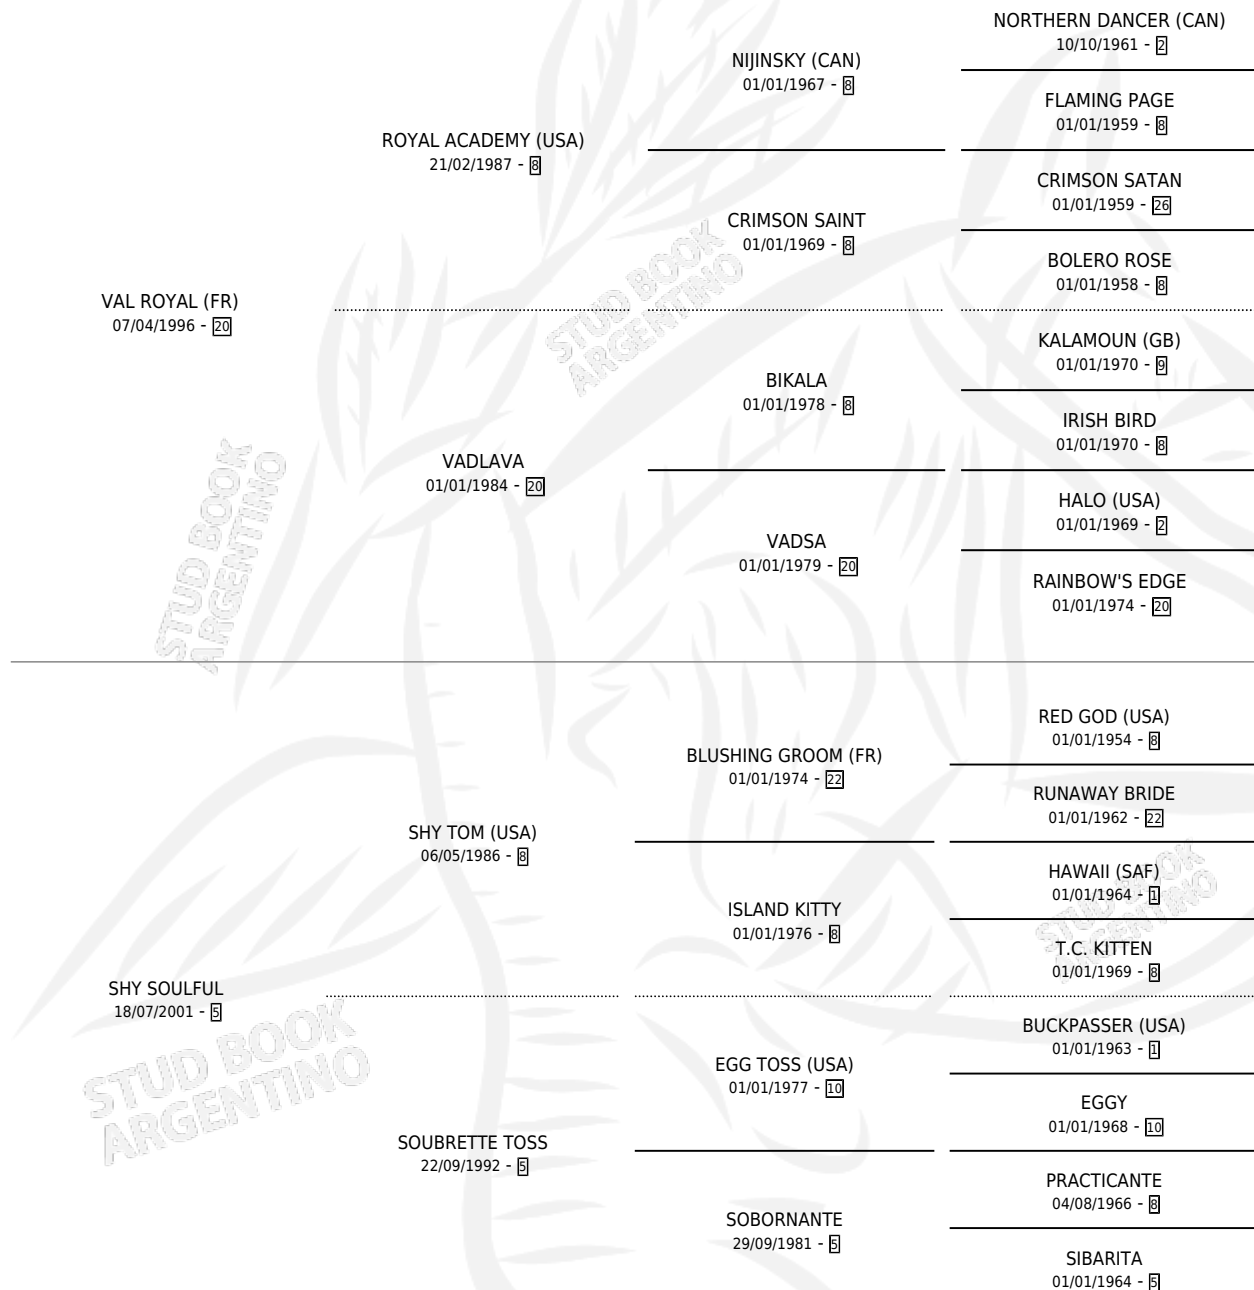 NORTHERN DANCER (CAN)
10/10/1961 - 2
NIJINSKY (CAN)
01/01/1967 - 8
FLAMING PAGE
01/01/1959 - 8
ROYAL ACADEMY (USA)
21/02/1987 - 8
CRIMSON SATAN
01/01/1959 - 26
CRIMSON SAINT
01/01/1969 - 8
BOLERO ROSE
01/01/1958 - 8
VAL ROYAL (FR)
07/04/1996 - 20
KALAMOUN (GB)
01/01/1970 - 9
BIKALA
01/01/1978 - 8
IRISH BIRD
01/01/1970 - 8
VADLAVA
01/01/1984 - 20
HALO (USA)
01/01/1969 - 2
VADSA
01/01/1979 - 20
RAINBOW'S EDGE
01/01/1974 - 20
RED GOD (USA)
01/01/1954 - 8
BLUSHING GROOM (FR)
01/01/1974 - 22
RUNAWAY BRIDE
01/01/1962 - 22
SHY TOM (USA)
06/05/1986 - 8
HAWAII (SAF)
01/01/1964 - 1
ISLAND KITTY
01/01/1976 - 8
T.C. KITTEN
01/01/1969 - 8
SHY SOULFUL
18/07/2001 - 5
BUCKPASSER (USA)
01/01/1963 - 1
EGG TOSS (USA)
01/01/1977 - 10
EGGY
01/01/1968 - 10
SOUBRETTE TOSS
22/09/1992 - 5
PRACTICANTE
04/08/1966 - 8
SOBORNANTE
29/09/1981 - 5
SIBARITA
01/01/1964 - 5
STUD BOOK
ARGENTINO
STUD BOOK
ARGENTINO
STUD BOOK
ARGENTINO
STUD BOOK
ARGENTINO